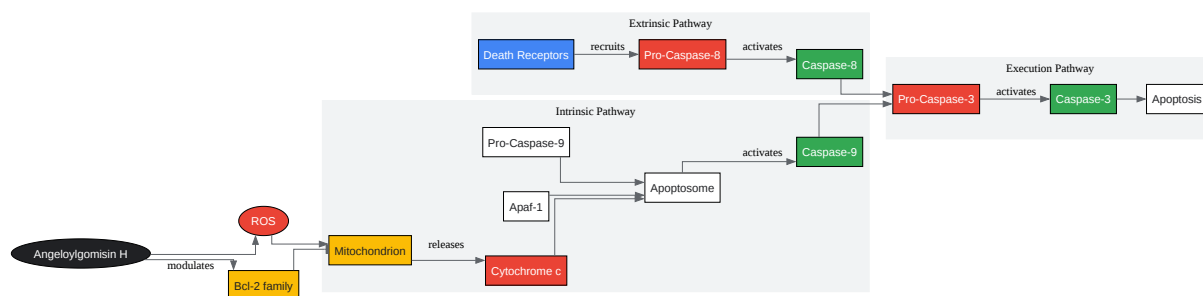 Extrinsic Pathway
Death Receptors
recruits
Pro-Caspase-8
activates
Caspase-8
Execution Pathway
Pro-Caspase-3
activates
Caspase-3
Apoptosis
Intrinsic Pathway
Pro-Caspase-9
Apaf-1
Apoptosome
activates
Caspase-9
Angeloylgomisin H
modulates
ROS
Bcl-2 family
Mitochondrion
releases
Cytochrome c